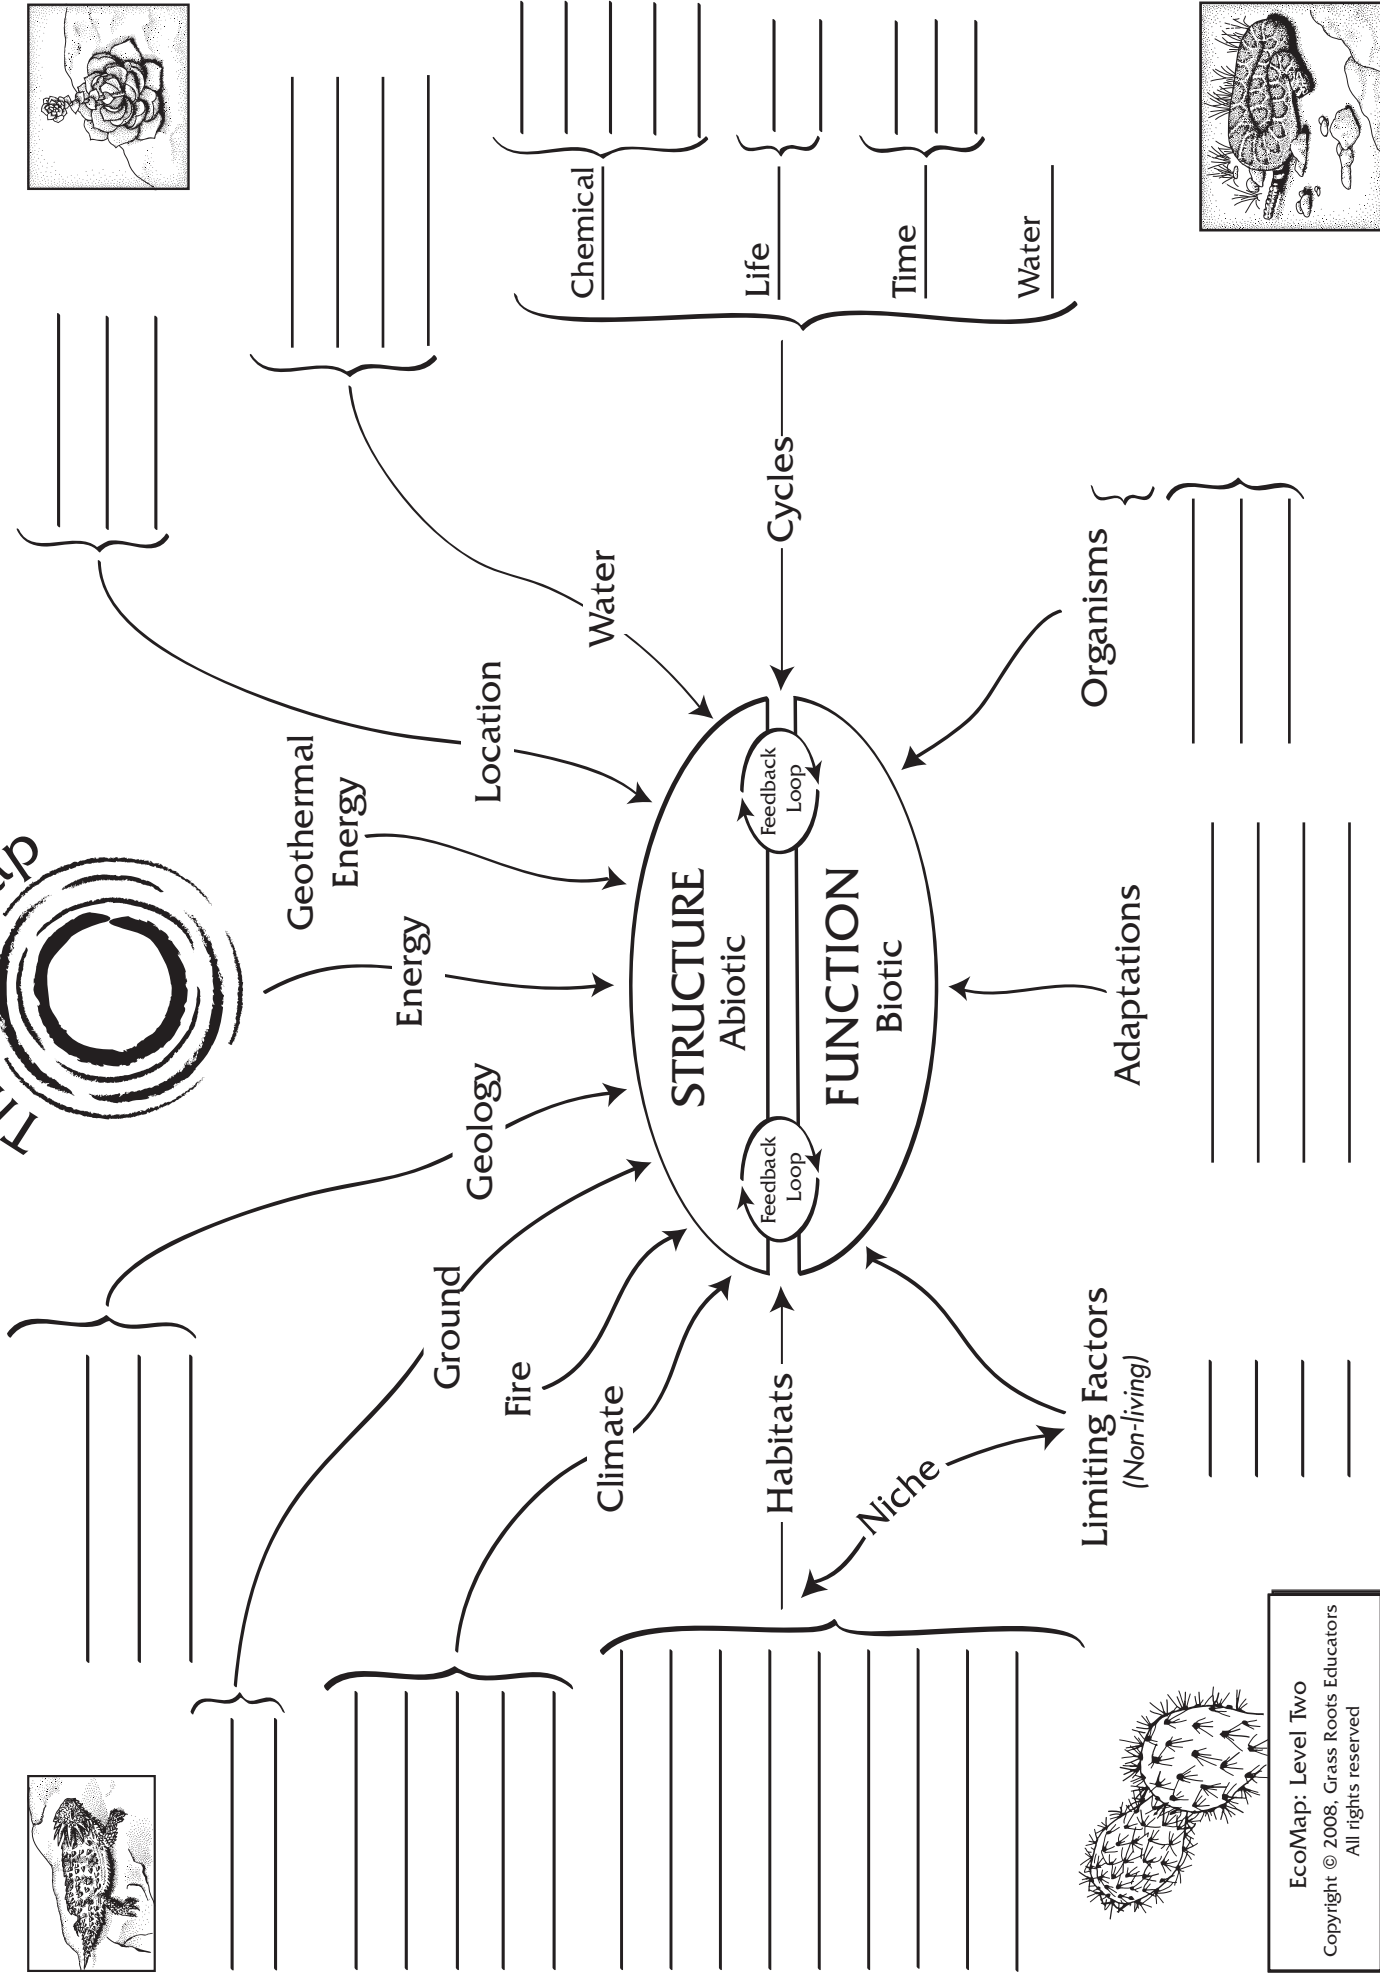 Geothermal
Energy
Energy
Location
Water
Geology
Ground
Fire
Climate
STRUCTURE
Abiotic
Feedback
Loop
Feedback
Loop
FUNCTION
Biotic
Habitats
Cycles
Chemical
Life
Time
Water
Niche
Limiting Factors
(Non-living)
Adaptations
Organisms
EcoMap: Level Two
Copyright © 2008, Grass Roots Educators
All rights reserved